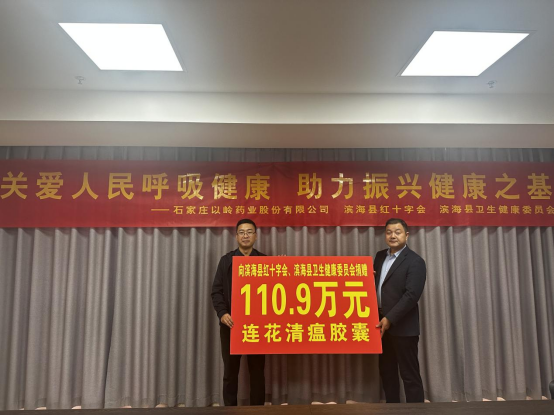 关爱人民呼吸健康 助力振兴健康之基
——石家庄以岭药业股份有限公司 滨海县红十字会 滨海县卫生健康委员会
向滨海县红十字会、滨海县卫生健康委员会捐赠
110.9万元
连花清瘟胶囊